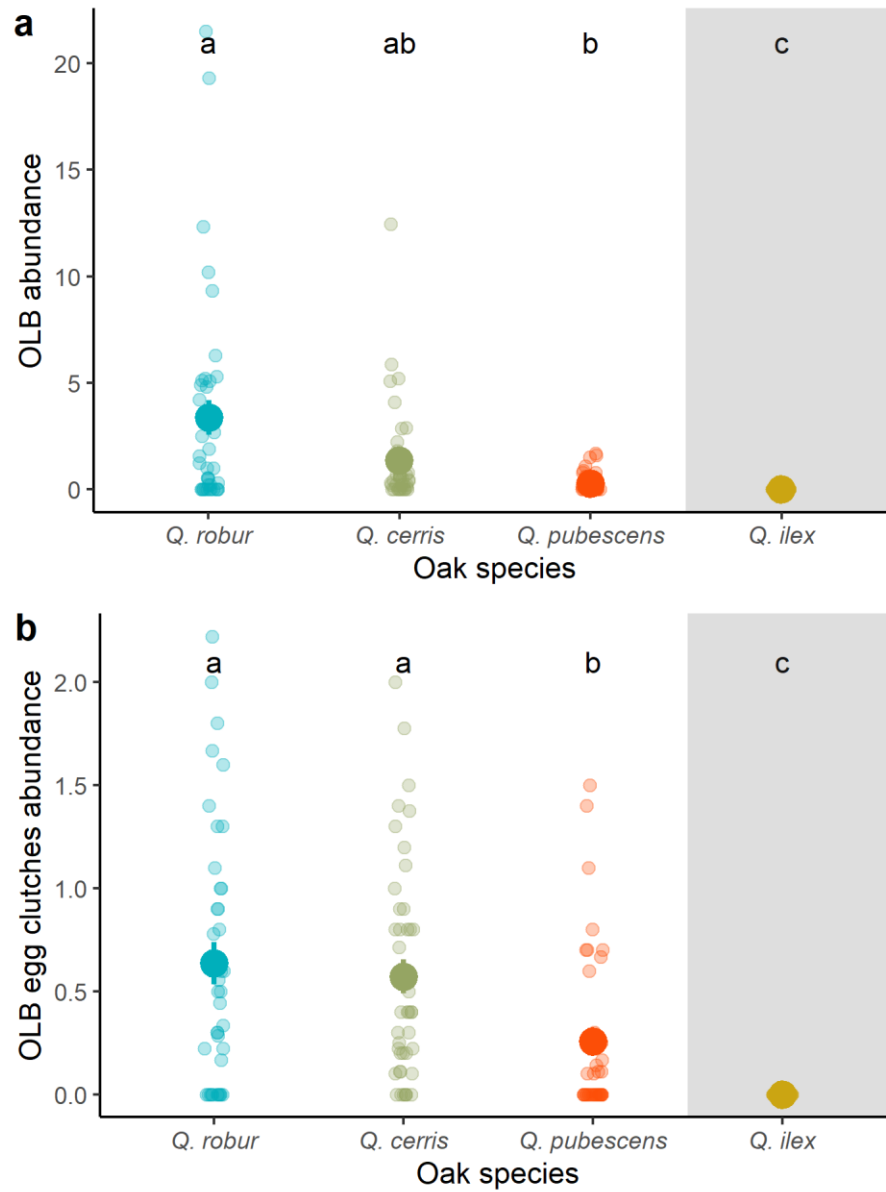 a
a ab b c
20
15
10
5
0
OLB abundance
Q. robur Q. cerris Q. pubescens Q. ilex
Oak species
b
a a b c
2.0
1.5
1.0
0.5
0.0
OLB egg clutches abundance
Q. robur Q. cerris Q. pubescens Q. ilex
Oak species